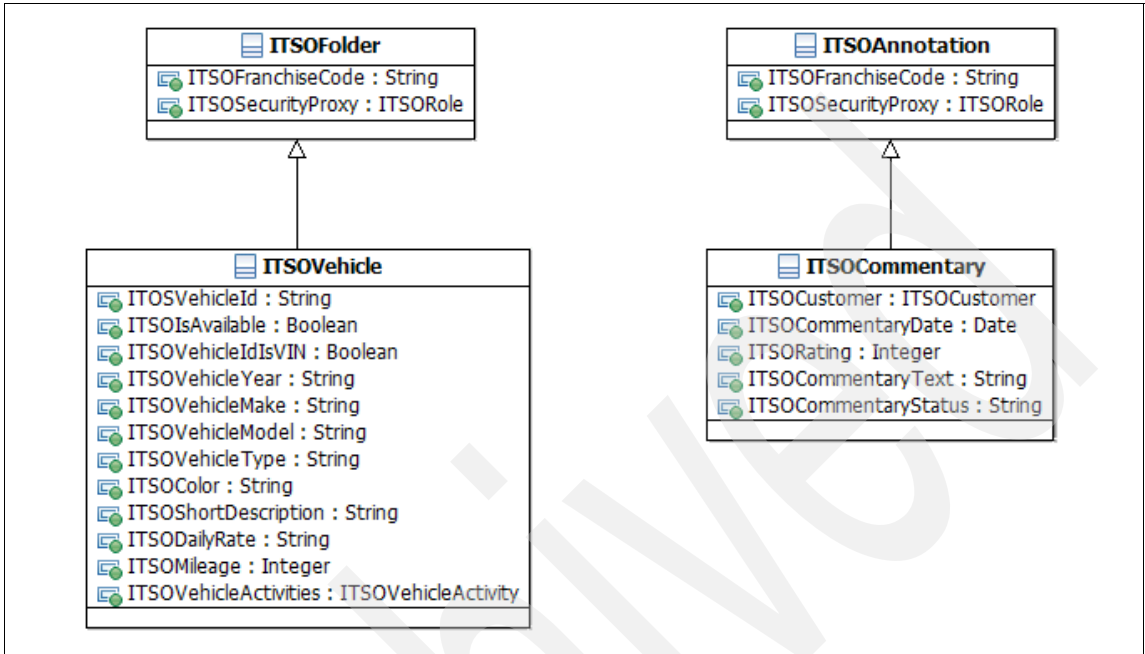 ITSOFolder
ITSOFranchiseCode : String
ITSOSecurityProxy : ITSORole
ITSOAnnotation
ITSOFranchiseCode : String
ITSOSecurityProxy : ITSORole
ITSOVehicle
ITOSVehicleId : String
ITSOIsAvailable : Boolean
ITSOVehicleIdIsVIN : Boolean
ITSOVehicleYear : String
ITSOVehicleMake : String
ITSOVehicleModel : String
ITSOVehicleType : String
ITSOColor : String
ITSOShortDescription : String
ITSODailyRate : String
ITSOMileage : Integer
ITSOVehicleActivities : ITSOVehicleActivity
ITSOCommentary
ITSOCustomer : ITSOCustomer
ITSOCommentaryDate : Date
ITSORating : Integer
ITSOCommentaryText : String
ITSOCommentaryStatus : String
hived